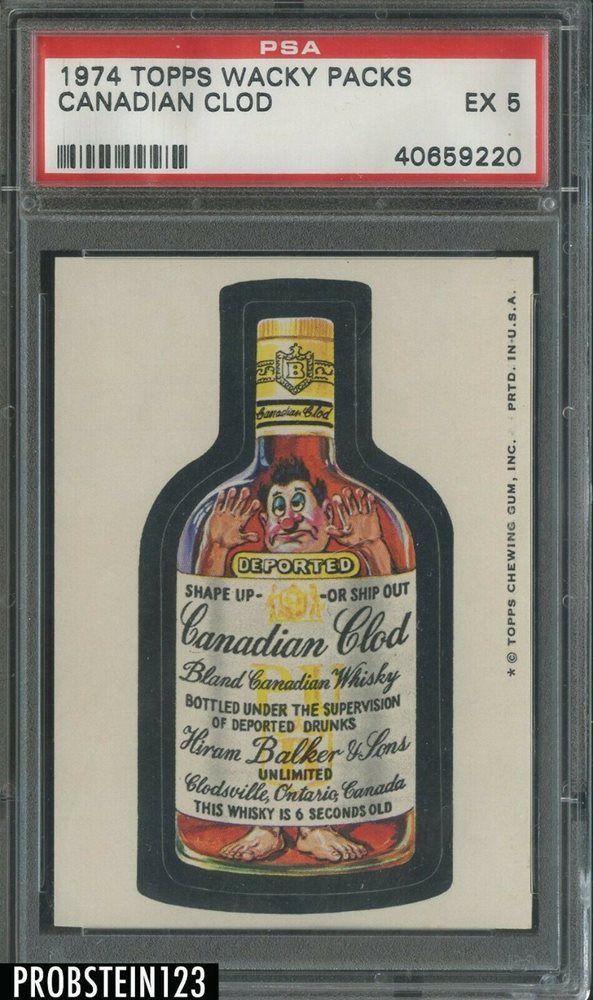 PSA
1974 TOPPS WACKY PACKS
CANADIAN CLOD EX 5
40659220
B
Canadian Clod
DEPORTED
SHAPE UP- -OR SHIP OUT
Canadian Clod
Bland Canadian Whisky
BOTTLED UNDER THE SUPERVISION
OF DEPORTED DRUNKS
Hiram Balker & Sons
UNLIMITED
Clodsville, Ontario, Canada
THIS WHISKY IS 6 SECONDS OLD
* © TOPPS CHEWING GUM, INC. PRTD. IN U.S.A.
PROBSTEIN123